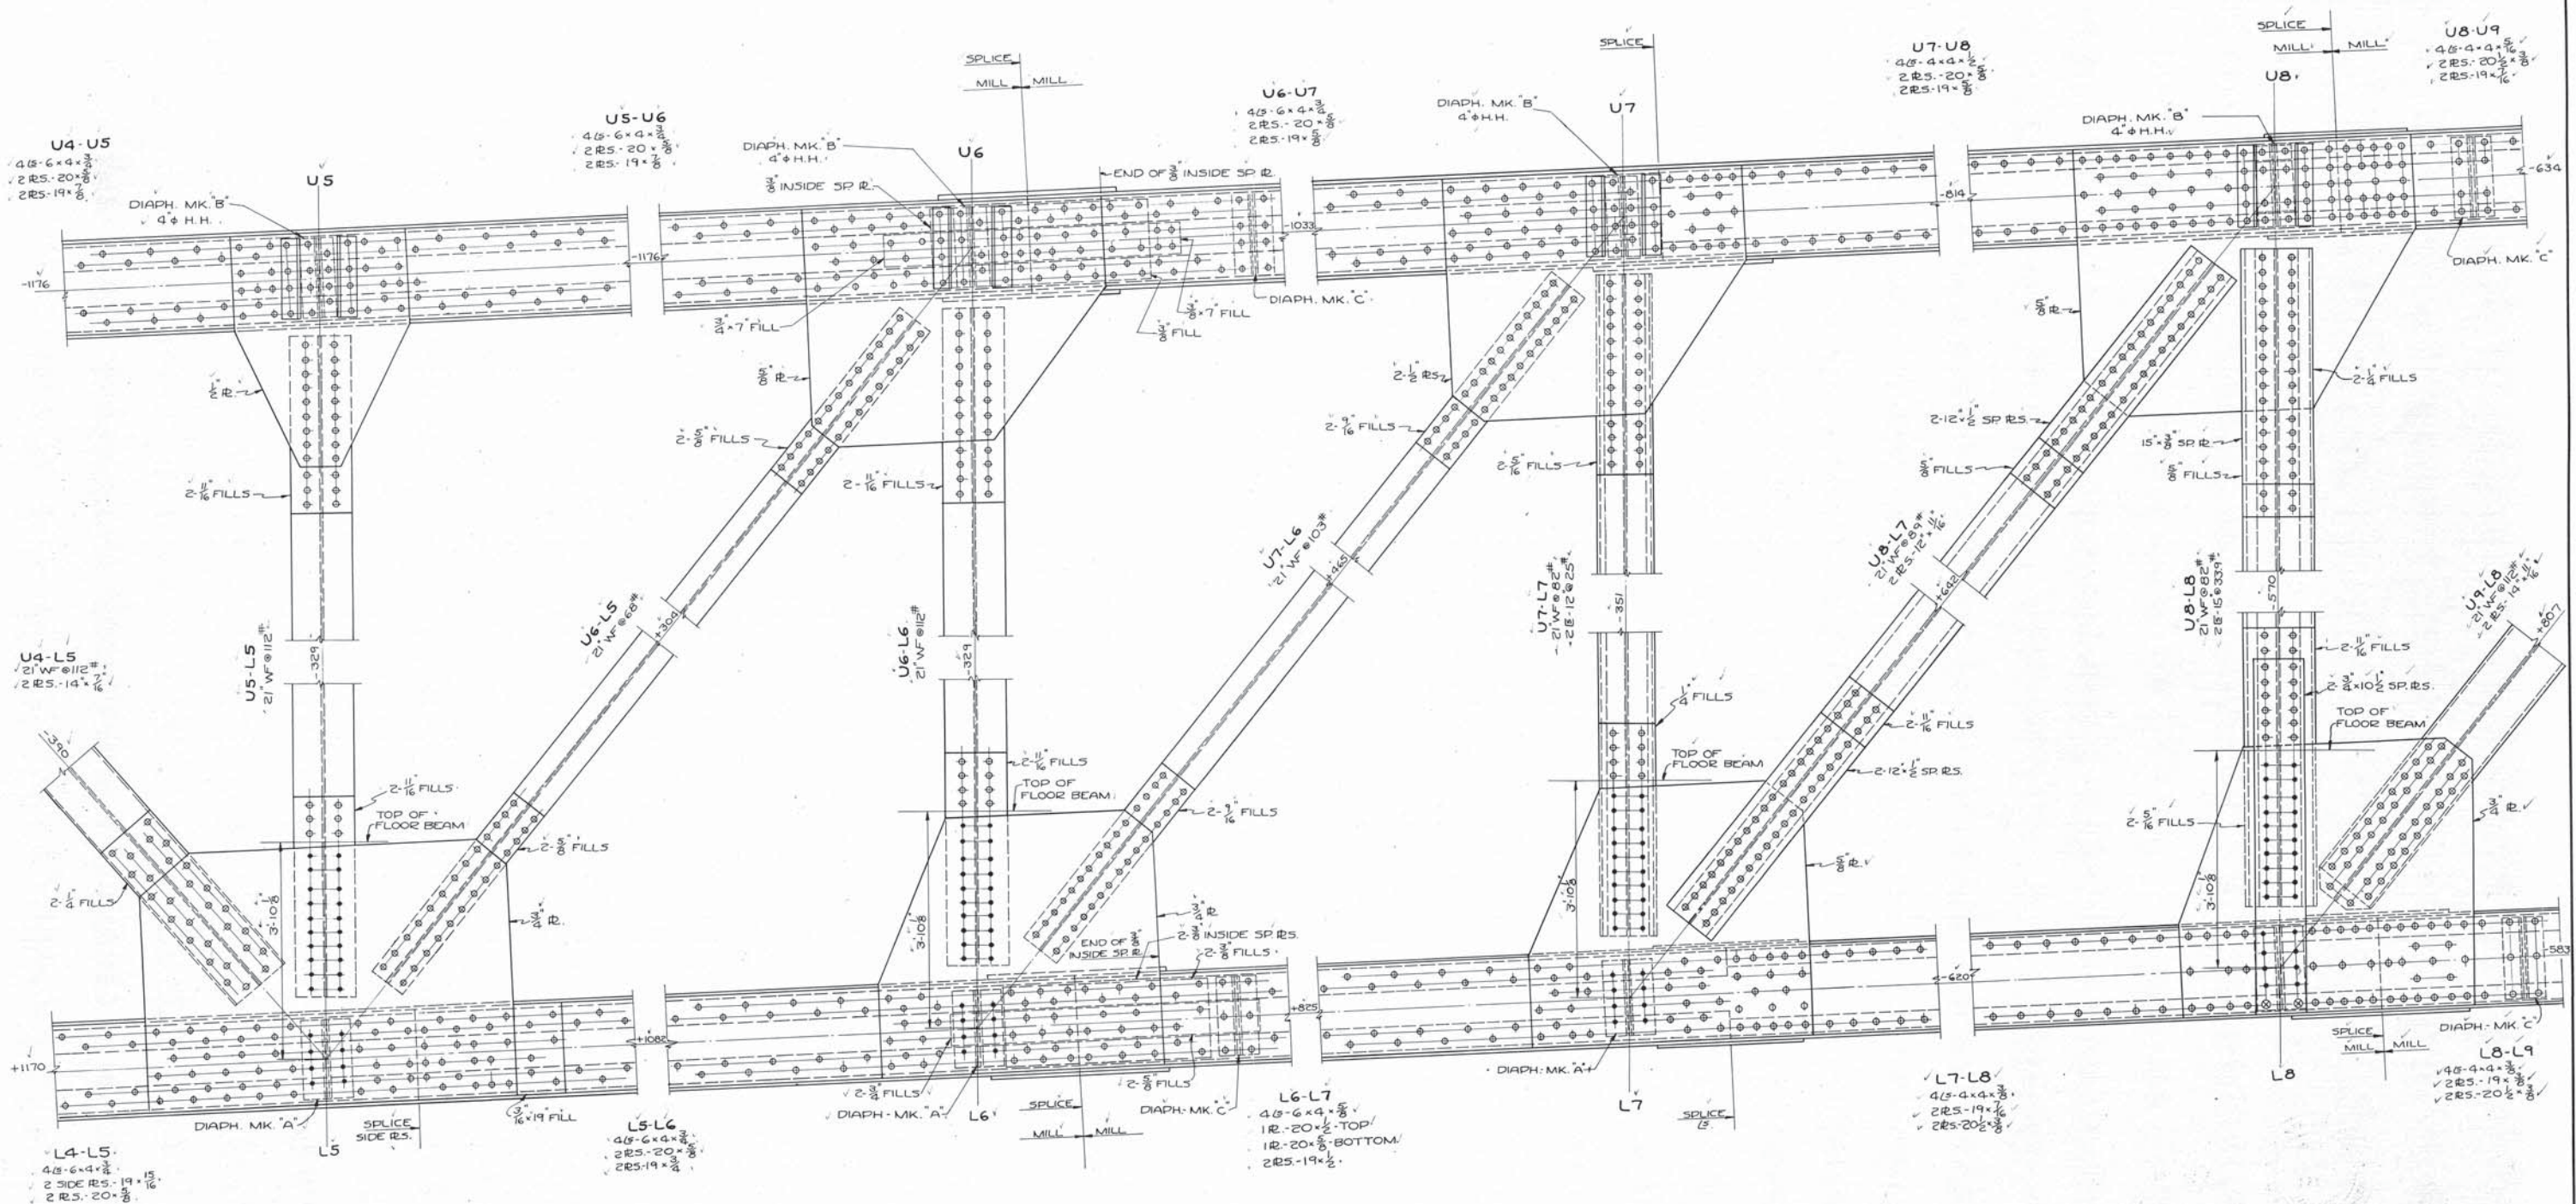 U4-U5
4 Ls-6×4×3/4
2 PLS.-20×5/8
2 PLS-19×7/8
U5
DIAPH. MK. "B"
4"φ H.H.
-1176
1/2" PL.
2-11/16" FILLS
U5-L5
21" WF @ 112#
-329
U4-L5
21" WF @ 112#
2 PLS.-14"×7/16"
-390
2-1/4" FILLS
2-11/16" FILLS
TOP OF
FLOOR BEAM
3'-10 1/8"
2-5/8" FILLS
3/4" PL.
+1170
DIAPH. MK. "A"
L5
SPLICE
SIDE PLS.
3/16"×19" FILL
L4-L5
4 Ls-6×4×3/4
2 SIDE PLS.-19×15/16
2 PLS.-20×5/8
U5-U6
4 Ls-6×4×3/4
2 PLS.-20×5/8
2 PLS-19×7/8
-1176
DIAPH. MK. "B"
4"φ H.H.
3/8" INSIDE SP. PL.
U6
SPLICE
MILL
MILL
END OF 3/8" INSIDE SP. PL
3/4"×7" FILL
3/8"×7" FILL
3/8" FILL
DIAPH. MK. "C"
5/8" PL
2-5/8" FILLS
2-11/16" FILLS
U6-L5
21" WF @ 68#
+304
U6-L6
21" WF @ 112#
-329
2-11/16" FILLS
TOP OF
FLOOR BEAM
3'-10 1/8"
2-9/16" FILLS
3/4" PL
2-3/8" INSIDE SP. PLS.
END OF 3/8"
INSIDE SP. PL
2-3/8" FILLS
+1082
2-3/4" FILLS
DIAPH. MK. "A"
L6
2-5/8" FILLS
SPLICE
MILL
MILL
DIAPH. MK. "C"
L5-L6
4 Ls-6×4×3/4
2 PLS.-20×5/8
2 PLS-19×3/4
U6-U7
4 Ls-6×4×3/4
2 PLS.-20×5/8
2 PLS-19×5/8
-1033
DIAPH. MK. "B"
4"φ H.H.
U7
SPLICE
2-1/2" PLS
2-9/16" FILLS
2-5/16" FILLS
U7-L6
21" WF @ 103#
+465
U7-L7
21" WF @ 82#
2 [s-12" @ 25#
-351
1/4" FILLS
2-11/16" FILLS
TOP OF
FLOOR BEAM
2-12"×1/2" SP. PLS.
3'-10 1/8"
5/8" PL
+825
DIAPH. MK. "A"
L7
SPLICE
Ls
L6-L7
4 Ls-6×4×5/8
1 PL.-20×1/2-TOP
1 PL-20×5/8-BOTTOM
2 PLS-19×1/2
U7-U8
4 Ls-4×4×1/2
2 PLS.-20×5/8
2 PLS-19×5/8
-814
DIAPH. MK. "B"
4"φ H.H.
U8
SPLICE
MILL
MILL
U8-U9
4 Ls-4×4×5/16
2 PLS.-20 1/2×3/8
2 PLS-19×7/16
-634
DIAPH. MK. "C"
5/8" PL
2-1/4" FILLS
2-12"×1/2" SP. PLS.
15"×3/8" SP. PL
5/8" FILLS
5/8" FILLS
U8-L7
21" WF @ 89#
2 PLS-12"×11/16"
+642
U8-L8
21" WF @ 82#
2 [s-15 @ 33.9#
-570
U9-L8
21" WF @ 112#
2 PLS.-14"×11/16"
+807
2-11/16" FILLS
2-3/4"×10 1/2" SP. PLS.
TOP OF
FLOOR BEAM
2-5/16" FILLS
3'-10 1/8"
3/4" PL.
-620
583
L8
SPLICE
MILL
MILL
DIAPH. MK. "C"
L7-L8
4 Ls-4×4×3/8
2 PLS-19×7/16
2 PLS-20 1/2×3/8
L8-L9
4 Ls-4×4×3/8
2 PLS.-19×3/8
2 PLS-20 1/2×3/8